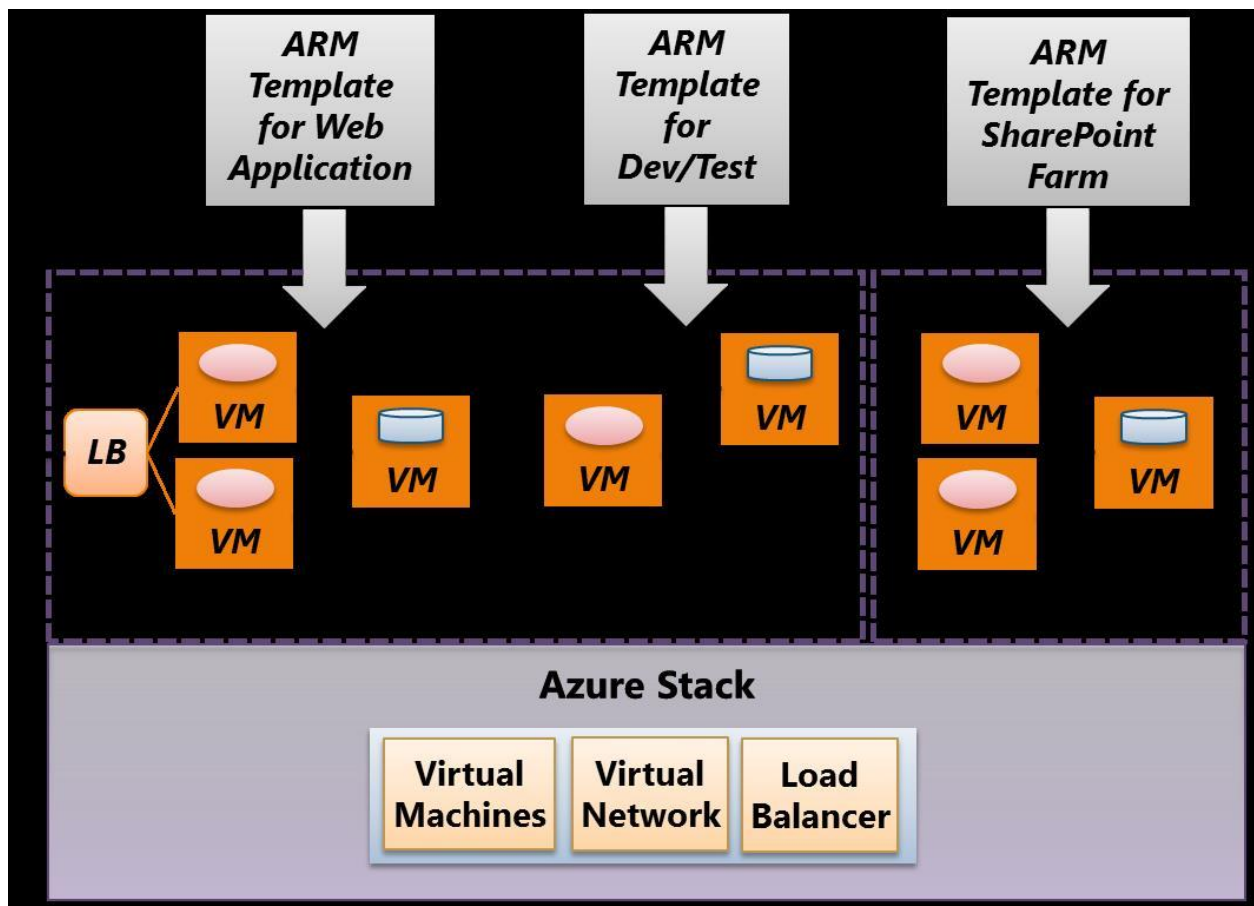 ARM
Template
for Web
Application
ARM
Template
for
Dev/Test
ARM
Template for
SharePoint
Farm
LB
VM
VM
VM
VM
VM
VM
VM
VM
Azure Stack
Virtual
Machines
Virtual
Network
Load
Balancer